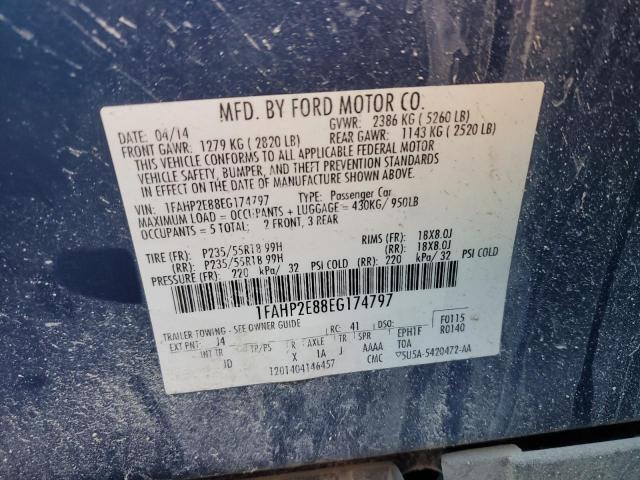 MFD. BY FORD MOTOR CO.
DATE: 04/14 GVWR: 2386 KG ( 5260 LB)
FRONT GAWR: 1279 KG ( 2820 LB) REAR GAWR: 1143 KG ( 2520 LB)
THIS VEHICLE CONFORMS TO ALL APPLICABLE FEDERAL MOTOR
VEHICLE SAFETY, BUMPER, AND THEFT PREVENTION STANDARDS
IN EFFECT ON THE DATE OF MANUFACTURE SHOWN ABOVE.
VIN: 1FAHP2E88EG174797 TYPE: Passenger Car
MAXIMUM LOAD = OCCUPANTS + LUGGAGE = 430KG/ 950LB
OCCUPANTS = 5 TOTAL: 2 FRONT, 3 REAR
TIRE (FR): P235/55R18 99H RIMS (FR): 18X8.0J
(RR): P235/55R18 99H (RR): 18X8.0J
PRESSURE (FR): 220 kPa/ 32 PSI COLD (RR): 220 kPa/ 32 PSI COLD
1FAHP2E88EG174797
TRAILER TOWING - SEE OWNER GUIDE RC: 41 DSO: F0115
EXT PNT: J4 EPH1F R0140
INT TR TP/PS R AXLE TR J AAAA TOA
JD X 1A CMC ▽5U5A-5420472-AA
1201404146457